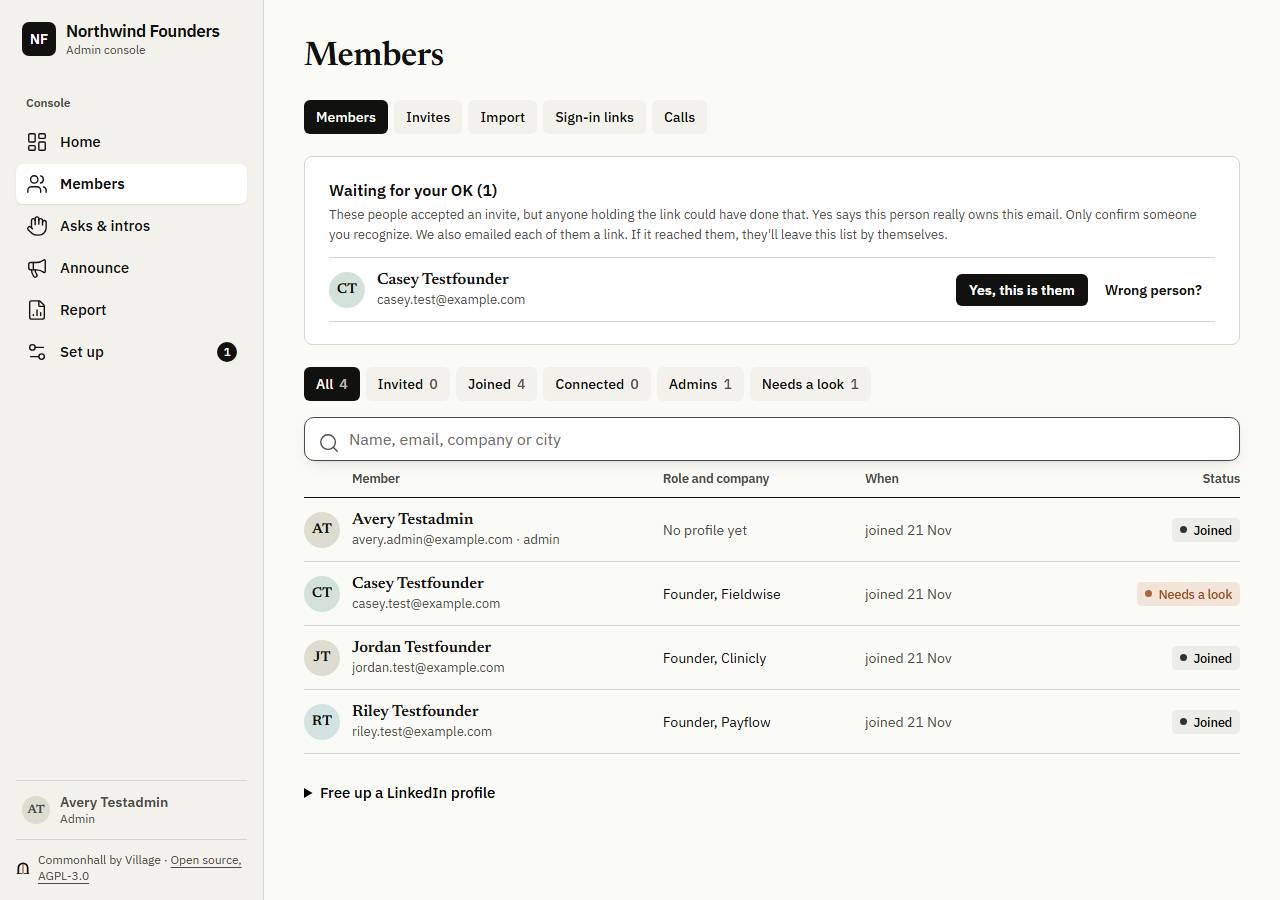 NF
Northwind Founders
Admin console
Console
Home
Members
Asks & intros
Announce
Report
Set up 1
AT
Avery Testadmin
Admin
Commonhall by Village · Open source,
AGPL-3.0
Members
Members Invites Import Sign-in links Calls
Waiting for your OK (1)
These people accepted an invite, but anyone holding the link could have done that. Yes says this person really owns this email. Only confirm someone
you recognize. We also emailed each of them a link. If it reached them, they'll leave this list by themselves.
CT
Casey Testfounder
casey.test@example.com
Yes, this is them Wrong person?
All 4 Invited 0 Joined 4 Connected 0 Admins 1 Needs a look 1
Name, email, company or city
Member Role and company When Status
AT
Avery Testadmin
avery.admin@example.com · admin
No profile yet joined 21 Nov Joined
CT
Casey Testfounder
casey.test@example.com
Founder, Fieldwise joined 21 Nov Needs a look
JT
Jordan Testfounder
jordan.test@example.com
Founder, Clinicly joined 21 Nov Joined
RT
Riley Testfounder
riley.test@example.com
Founder, Payflow joined 21 Nov Joined
Free up a LinkedIn profile